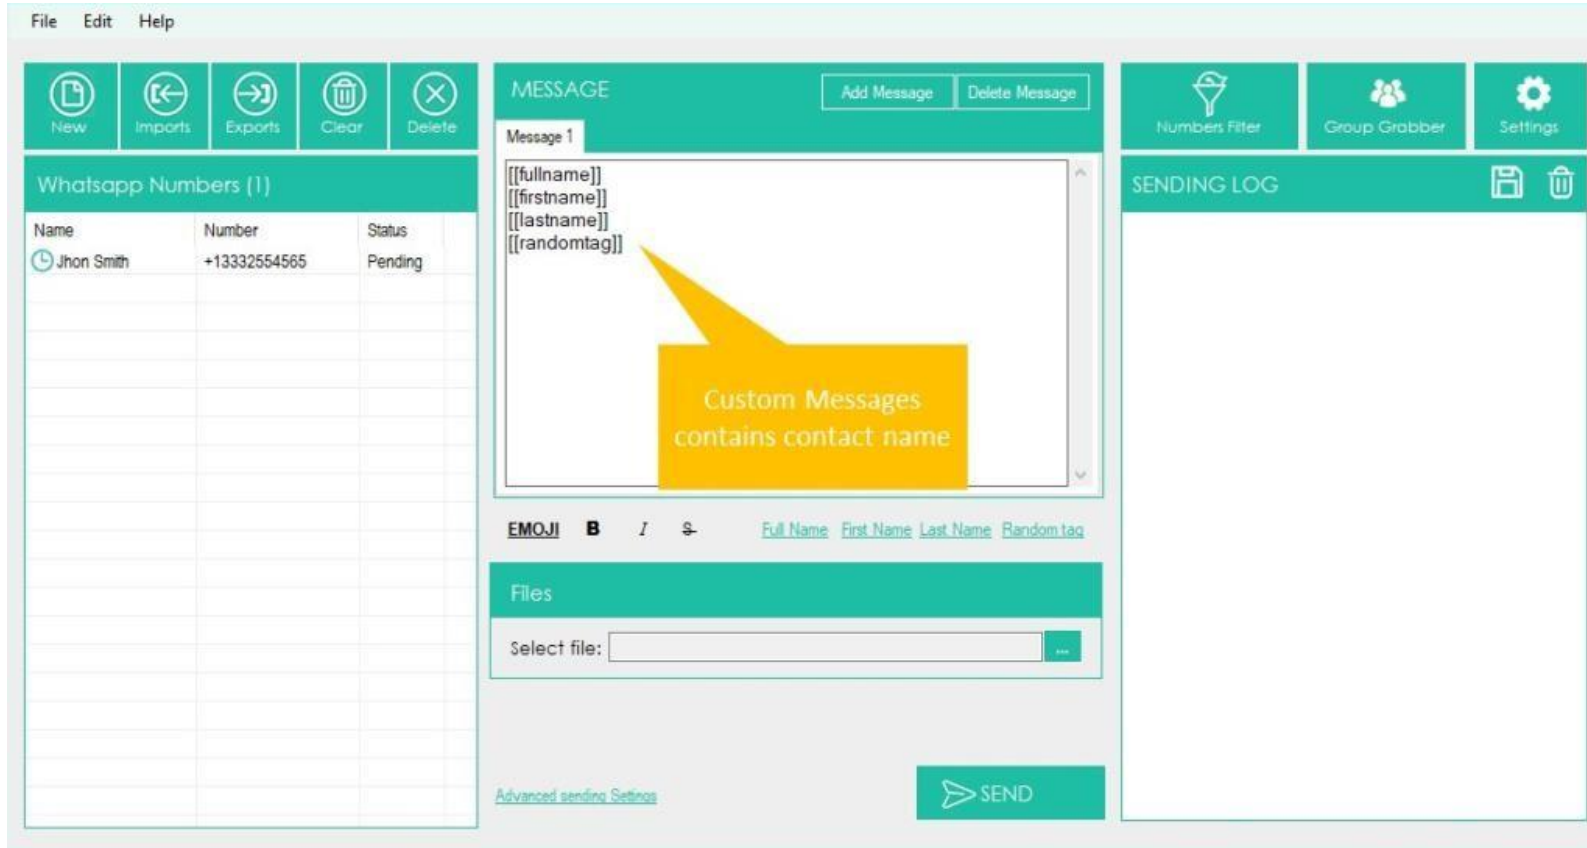 File Edit Help
New Imports Exports Clear Delete
Whatsapp Numbers (1)
Name Number Status
Jhon Smith +13332554565 Pending
MESSAGE Add Message Delete Message
Message 1
[[fullname]]
[[firstname]]
[[lastname]]
[[randomtag]]
Custom Messages
contains contact name
EMOJI B I S Full Name First Name Last Name Random tag
Files
Select file: ...
Advanced sending Settings
SEND
Numbers Filter Group Grabber Settings
SENDING LOG